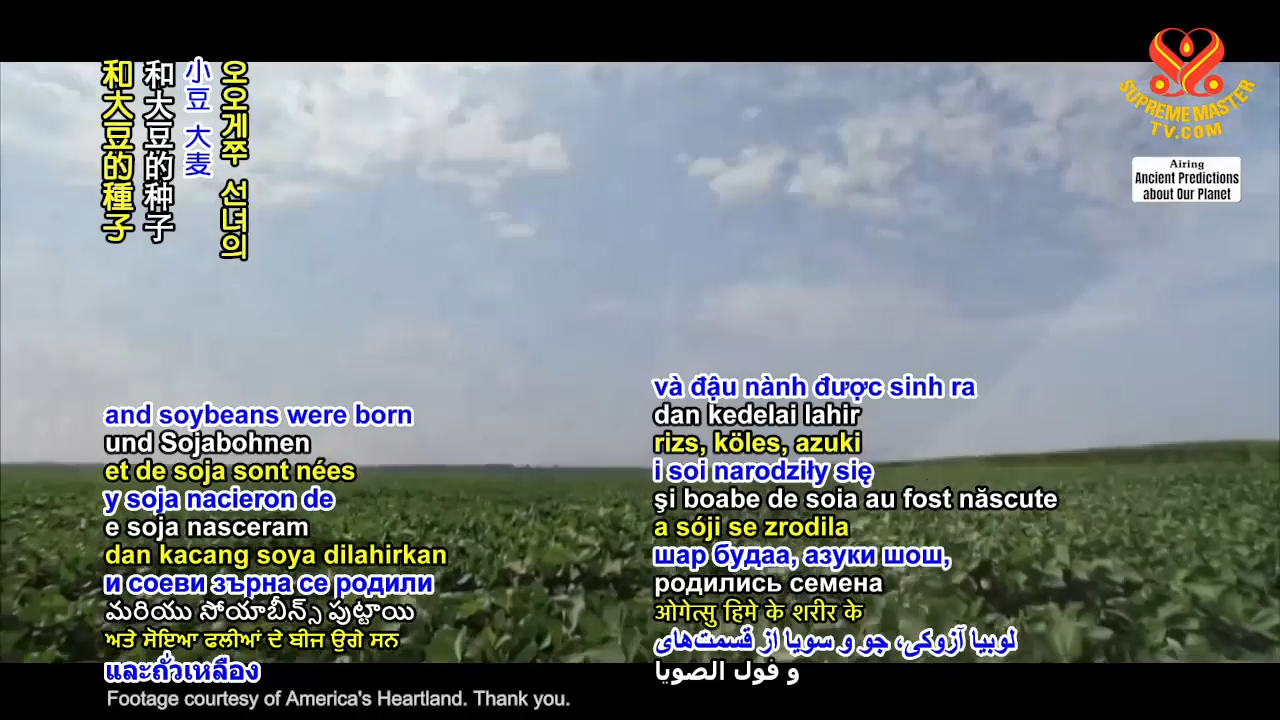 和大豆的種子
和大豆的种子
小豆 大麦
오오게쭈 선녀의
SUPREME MASTER
TV.COM
Airing
Ancient Predictions
about Our Planet
and soybeans were born
und Sojabohnen
et de soja sont nées
y soja nacieron de
e soja nasceram
dan kacang soya dilahirkan
и соеви зърна се родили
మరియు సోయాబీన్స్ పుట్టాయి
ਅਤੇ ਸੋਇਆ ਫਲੀਆਂ ਦੇ ਬੀਜ ਉਗੇ ਸਨ
และถั่วเหลือง
và đậu nành được sinh ra
dan kedelai lahir
rizs, köles, azuki
i soi narodziły się
şi boabe de soia au fost născute
a sóji se zrodila
шар будаа, азуки шош,
родились семена
ओगेत्सु हिमे के शरीर के
لوبیا آزوکی، جو و سویا از قسمت‌های
و فول الصويا
Footage courtesy of America's Heartland. Thank you.